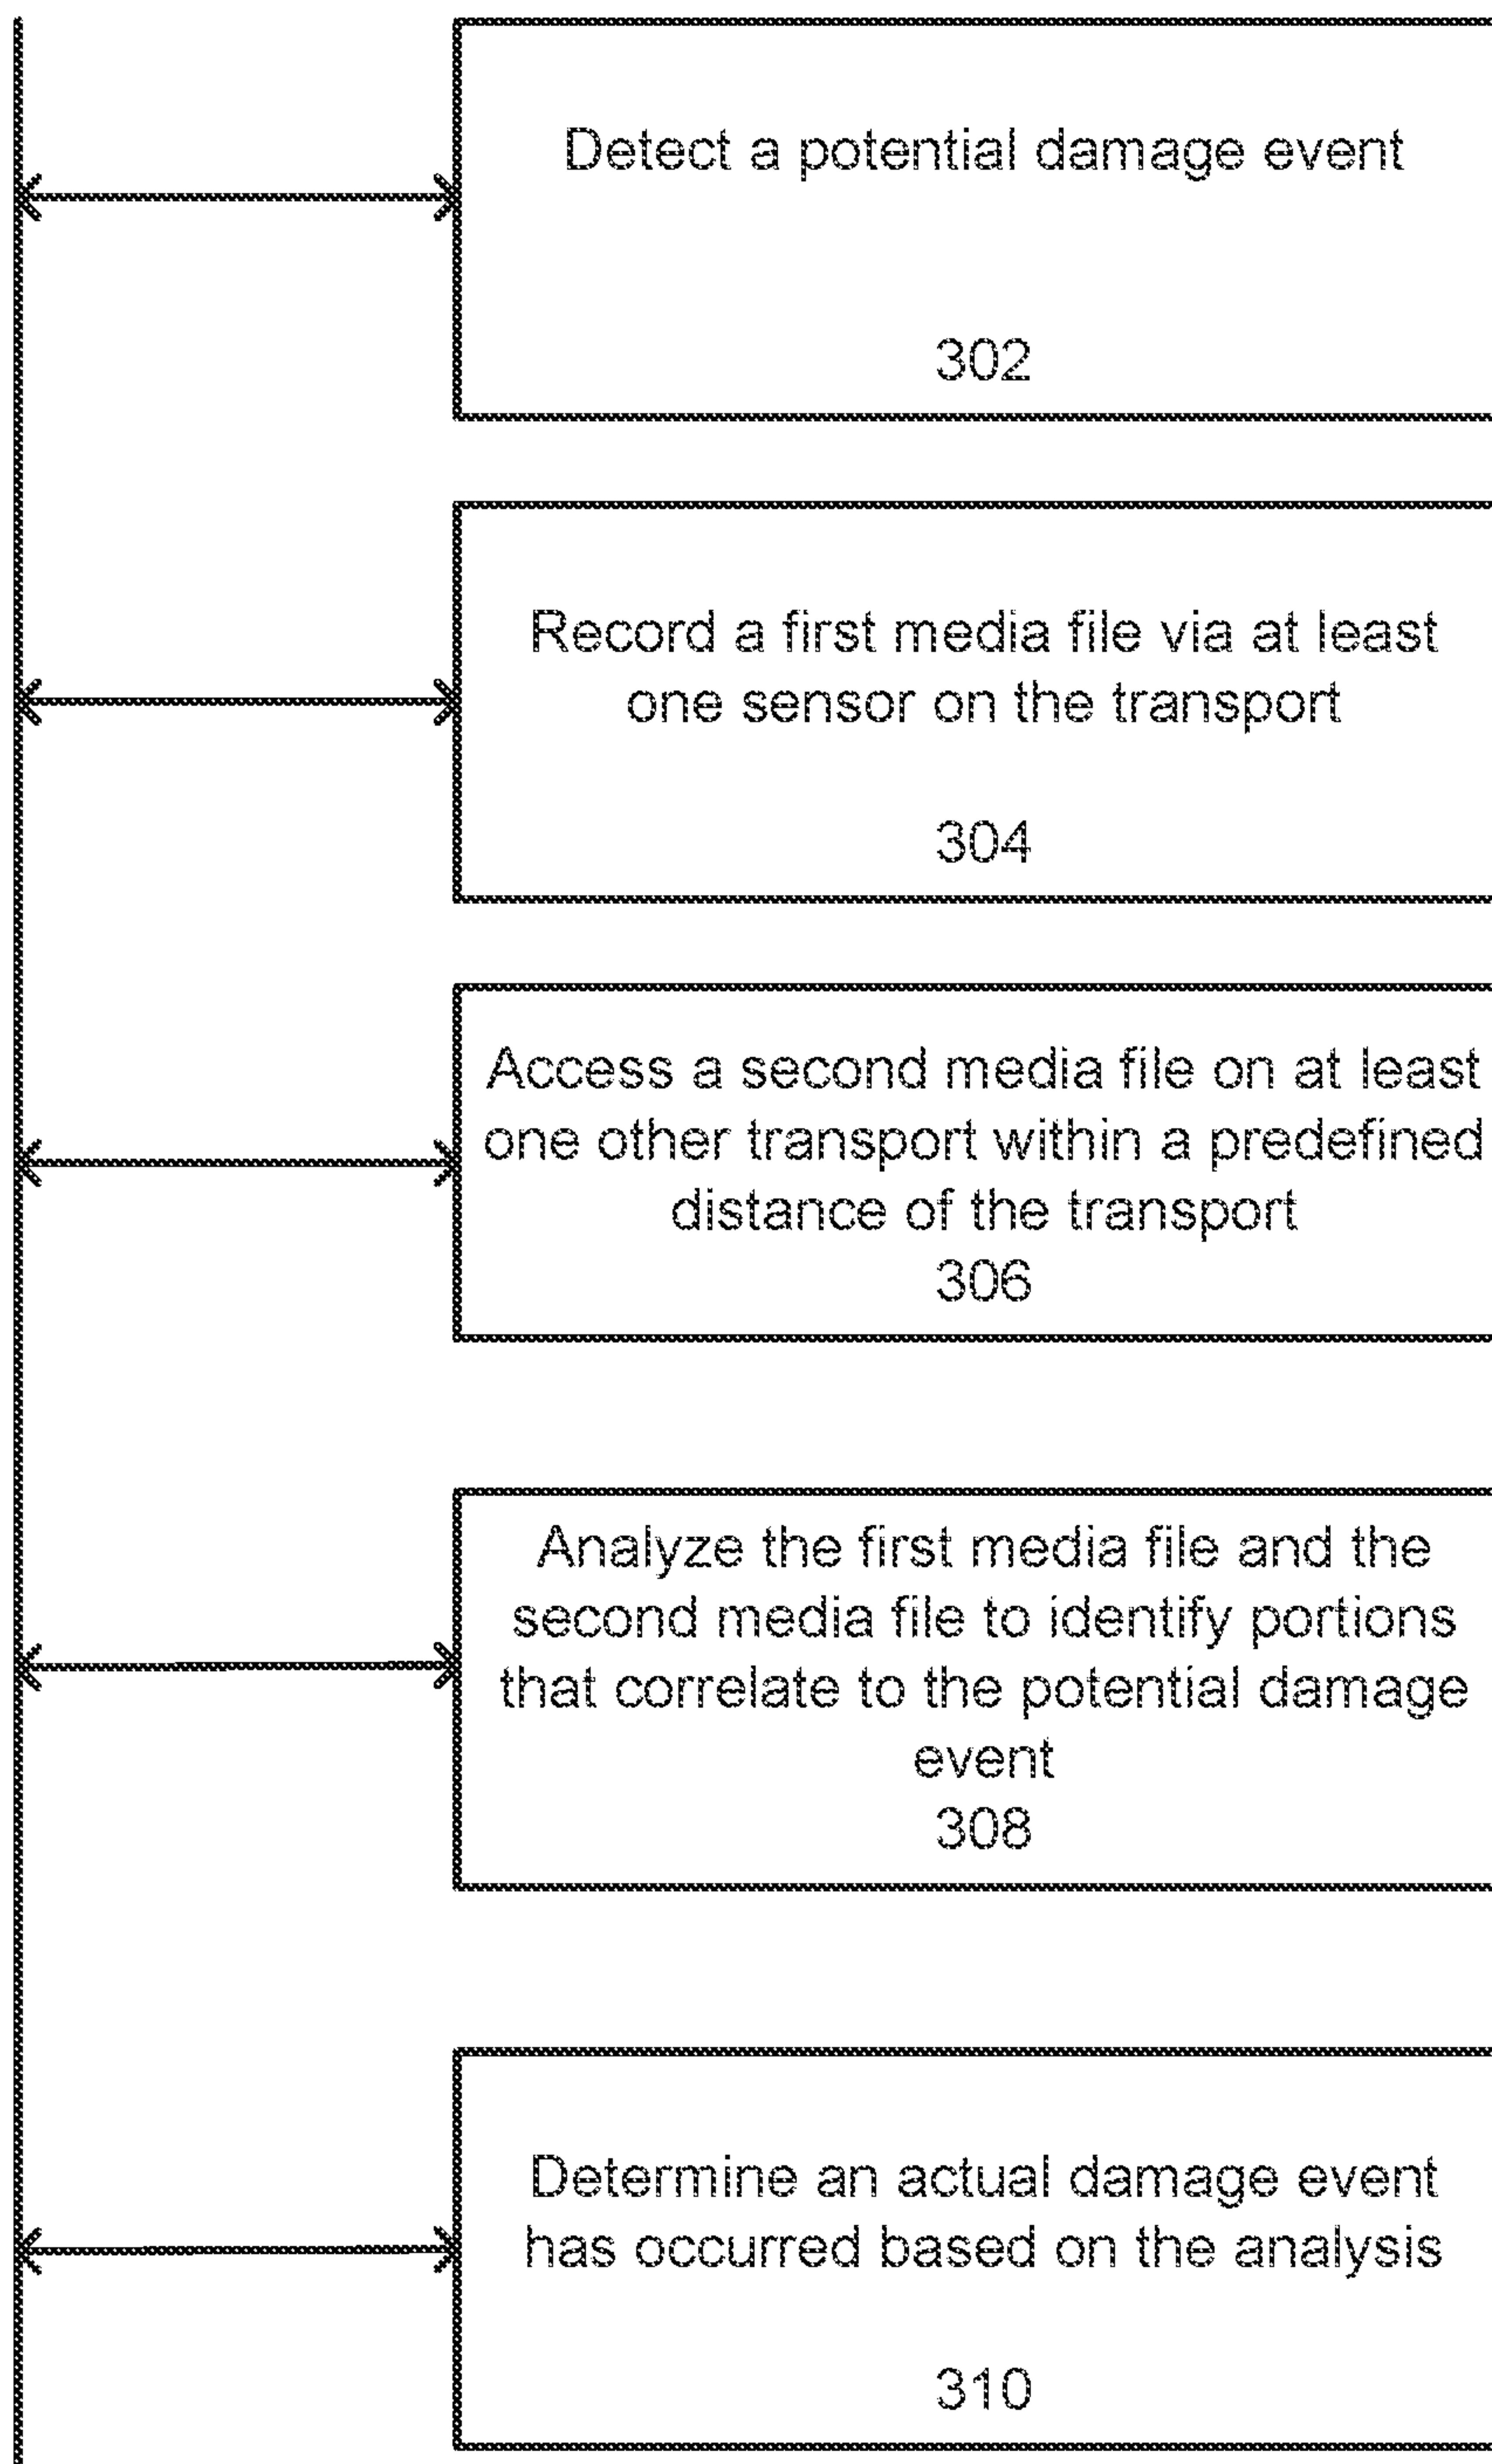 Detect a potential damage event
302
Record a first media file via at least
one sensor on the transport
304
Access a second media file on at least
one other transport within a predefined
distance of the transport
306
Analyze the first media file and the
second media file to identify portions
that correlate to the potential damage
event
308
Determine an actual damage event
has occurred based on the analysis
310